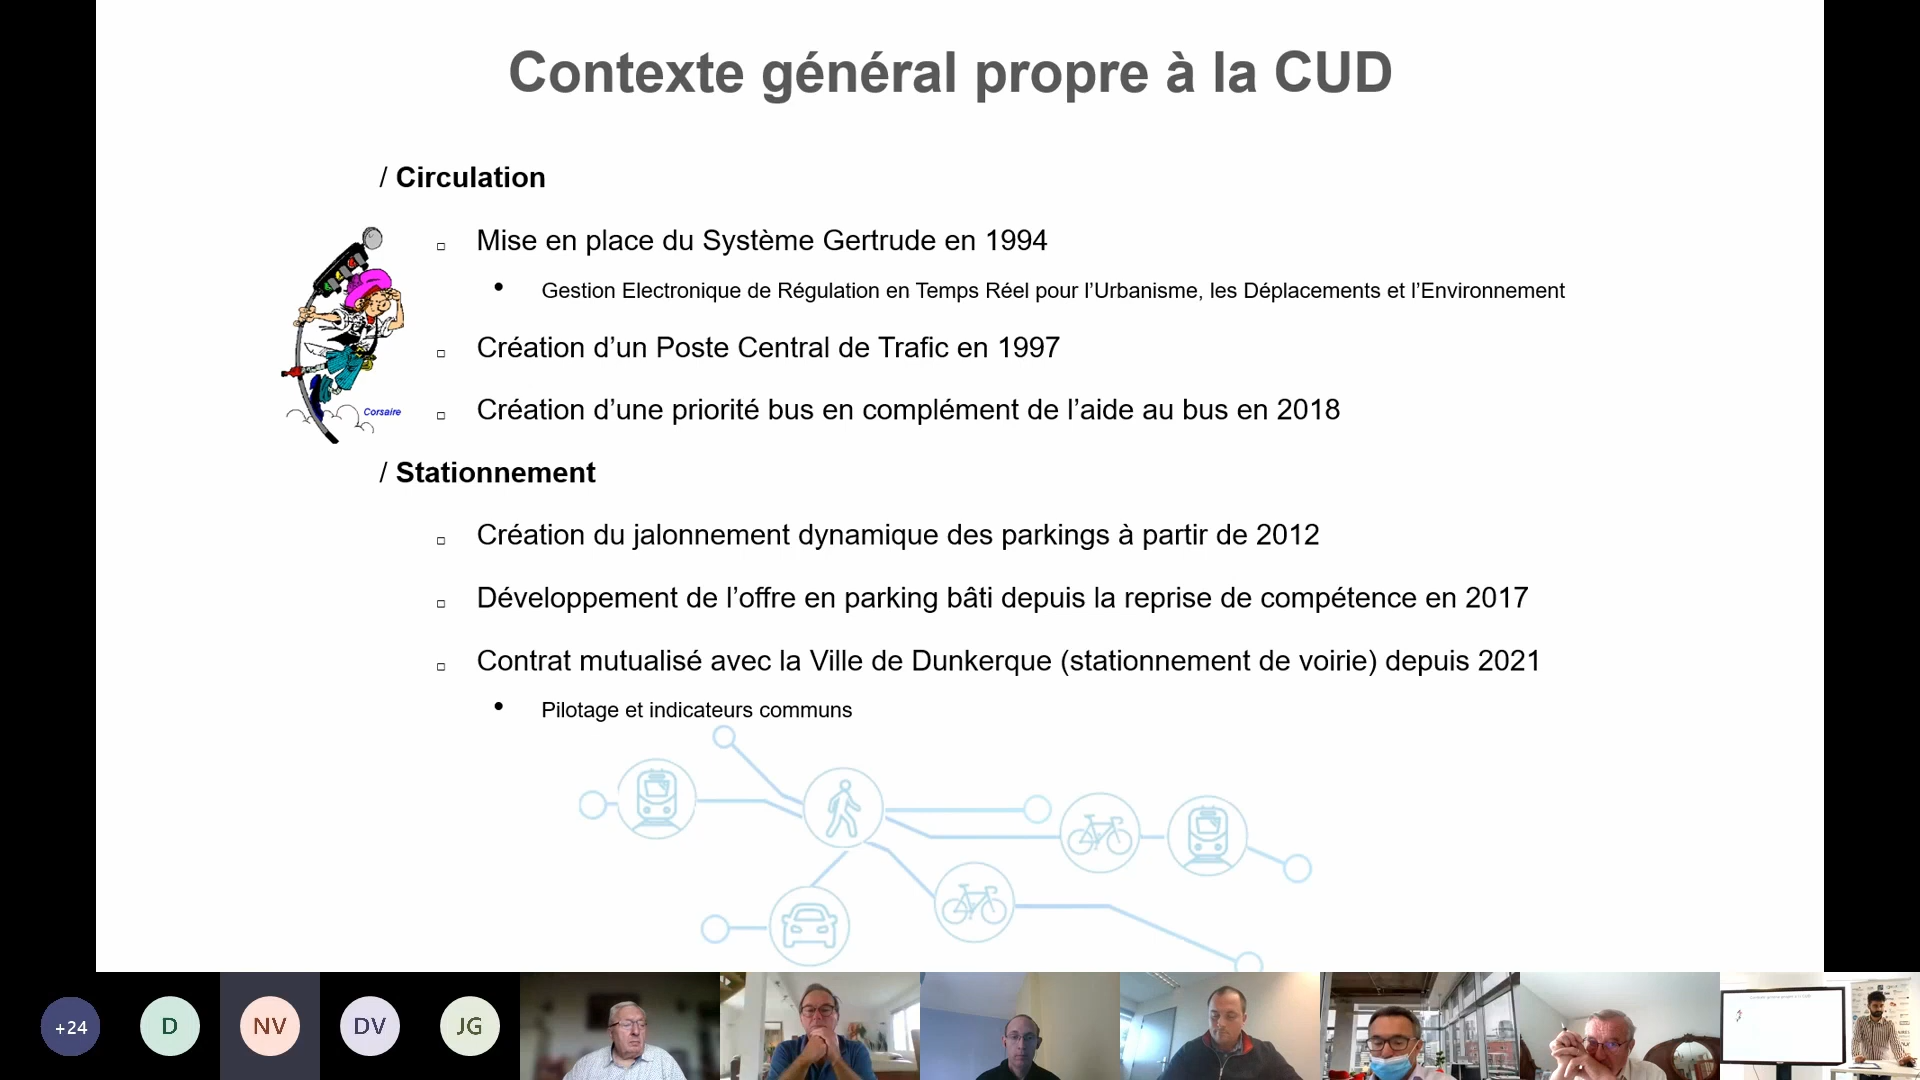 Contexte général propre à la CUD
/ Circulation
Mise en place du Système Gertrude en 1994
Gestion Electronique de Régulation en Temps Réel pour l’Urbanisme, les Déplacements et l’Environnement
Création d’un Poste Central de Trafic en 1997
Création d’une priorité bus en complément de l’aide au bus en 2018
Corsaire
/ Stationnement
Création du jalonnement dynamique des parkings à partir de 2012
Développement de l’offre en parking bâti depuis la reprise de compétence en 2017
Contrat mutualisé avec la Ville de Dunkerque (stationnement de voirie) depuis 2021
Pilotage et indicateurs communs
+24
D
NV
DV
JG